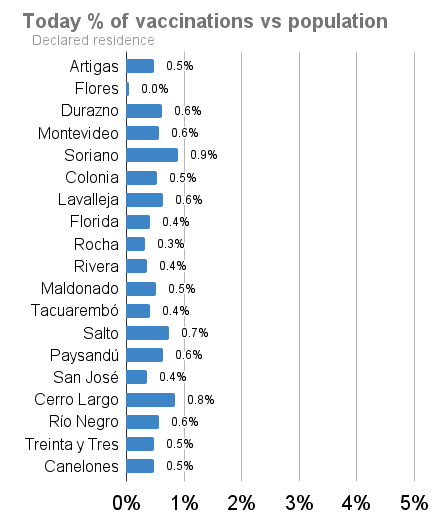 Today % of vaccinations vs population
Declared residence
Artigas 0.5%
Flores 0.0%
Durazno 0.6%
Montevideo 0.6%
Soriano 0.9%
Colonia 0.5%
Lavalleja 0.6%
Florida 0.4%
Rocha 0.3%
Rivera 0.4%
Maldonado 0.5%
Tacuarembó 0.4%
Salto 0.7%
Paysandú 0.6%
San José 0.4%
Cerro Largo 0.8%
Río Negro 0.6%
Treinta y Tres 0.5%
Canelones 0.5%
0% 1% 2% 3% 4% 5%